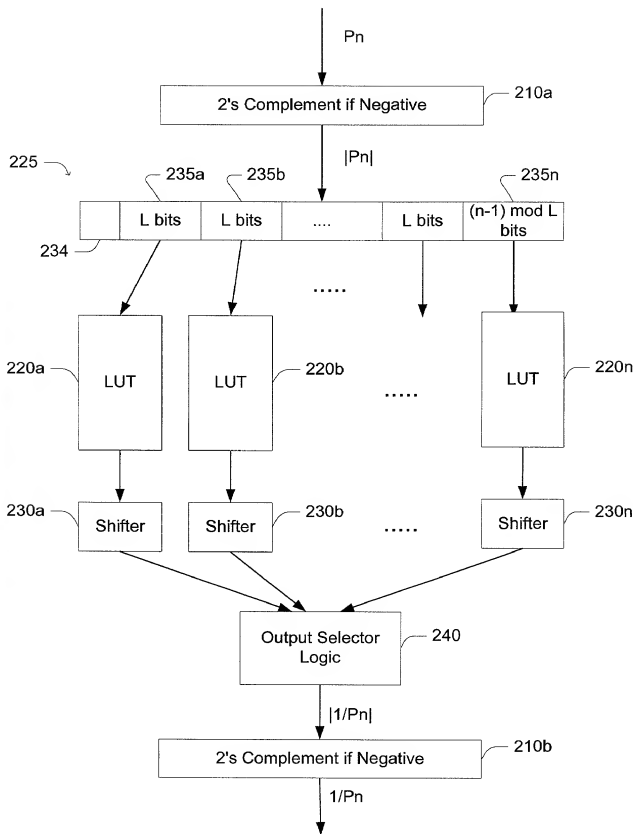 Pn
2's Complement if Negative
210a
|Pn|
225
235a
235b
235n
L bits
L bits
....
L bits
(n-1) mod L
bits
234
.....
LUT
220a
LUT
220b
.....
LUT
220n
Shifter
230a
Shifter
230b
.....
Shifter
230n
Output Selector
Logic
240
|1/Pn|
2's Complement if Negative
210b
1/Pn